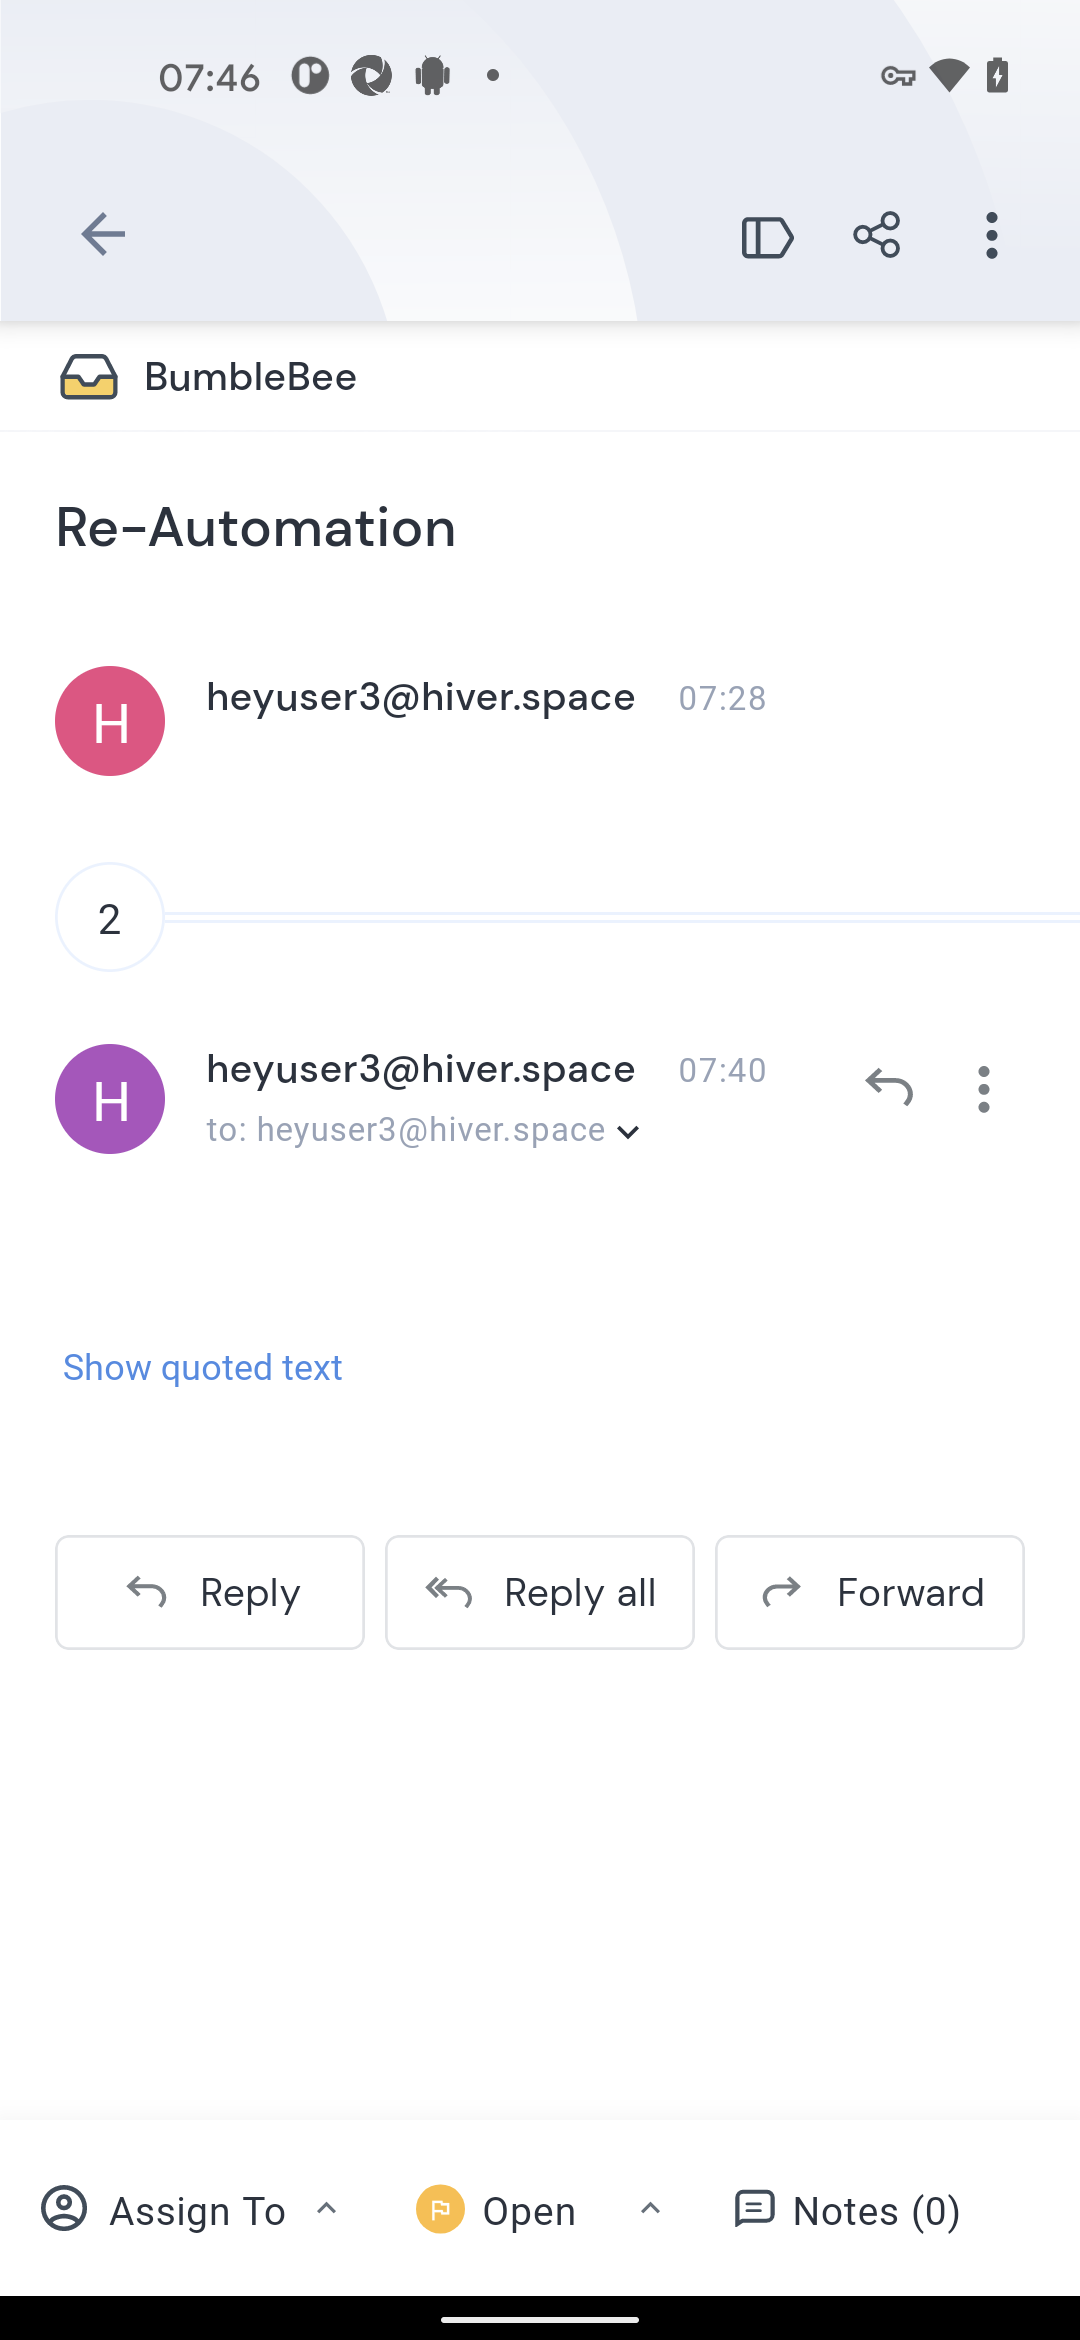 07:46
BumbleBee
Re-Automation
H
heyuser3@hiver.space 07:28
2
H
heyuser3@hiver.space 07:40
to: heyuser3@hiver.space
Show quoted text
Reply
Reply all
Forward
Assign To
Open
Notes (0)